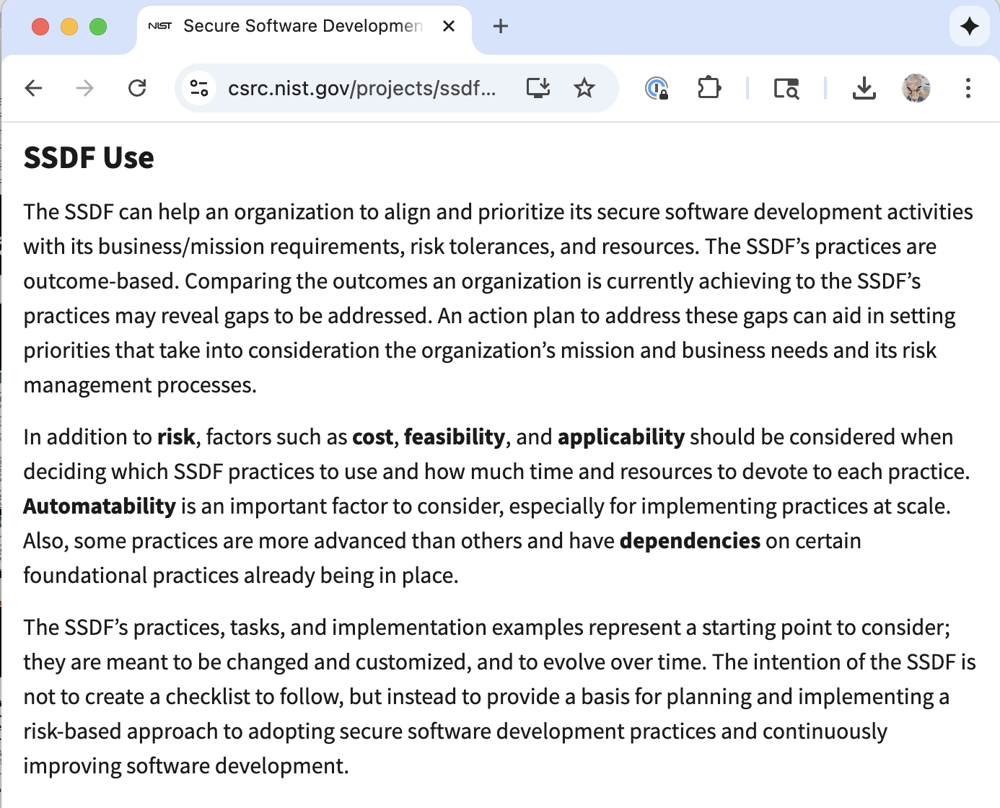 NIST Secure Software Developmen
csrc.nist.gov/projects/ssdf...
SSDF Use
The SSDF can help an organization to align and prioritize its secure software development activities
with its business/mission requirements, risk tolerances, and resources. The SSDF’s practices are
outcome-based. Comparing the outcomes an organization is currently achieving to the SSDF’s
practices may reveal gaps to be addressed. An action plan to address these gaps can aid in setting
priorities that take into consideration the organization’s mission and business needs and its risk
management processes.
In addition to risk, factors such as cost, feasibility, and applicability should be considered when
deciding which SSDF practices to use and how much time and resources to devote to each practice.
Automatability is an important factor to consider, especially for implementing practices at scale.
Also, some practices are more advanced than others and have dependencies on certain
foundational practices already being in place.
The SSDF’s practices, tasks, and implementation examples represent a starting point to consider;
they are meant to be changed and customized, and to evolve over time. The intention of the SSDF is
not to create a checklist to follow, but instead to provide a basis for planning and implementing a
risk-based approach to adopting secure software development practices and continuously
improving software development.